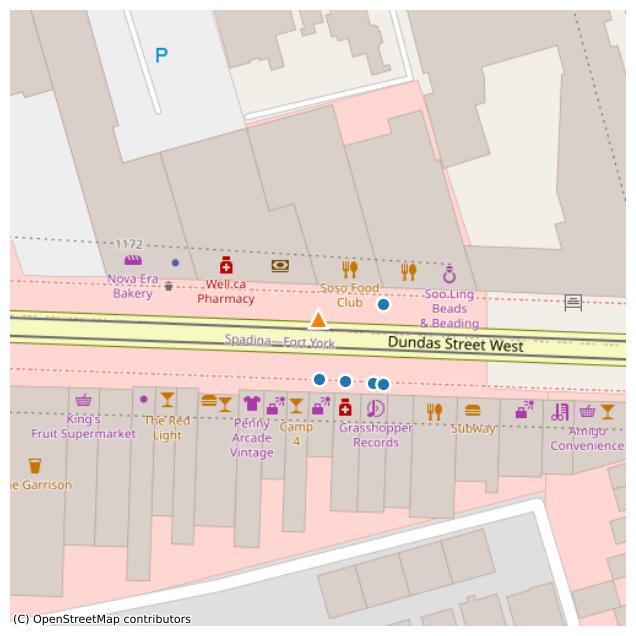 P
1172
Nova Era
Bakery
Well.ca
Pharmacy
Soso Food
Club
Soo Ling
Beads
& Beading
Spadina—Fort York
Dundas Street West
King's
Fruit Supermarket
The Red
Light
Penny
Arcade
Vintage
Camp
4
Grasshopper
Records
Subway
Amigo
Convenience
e Garrison
(C) OpenStreetMap contributors